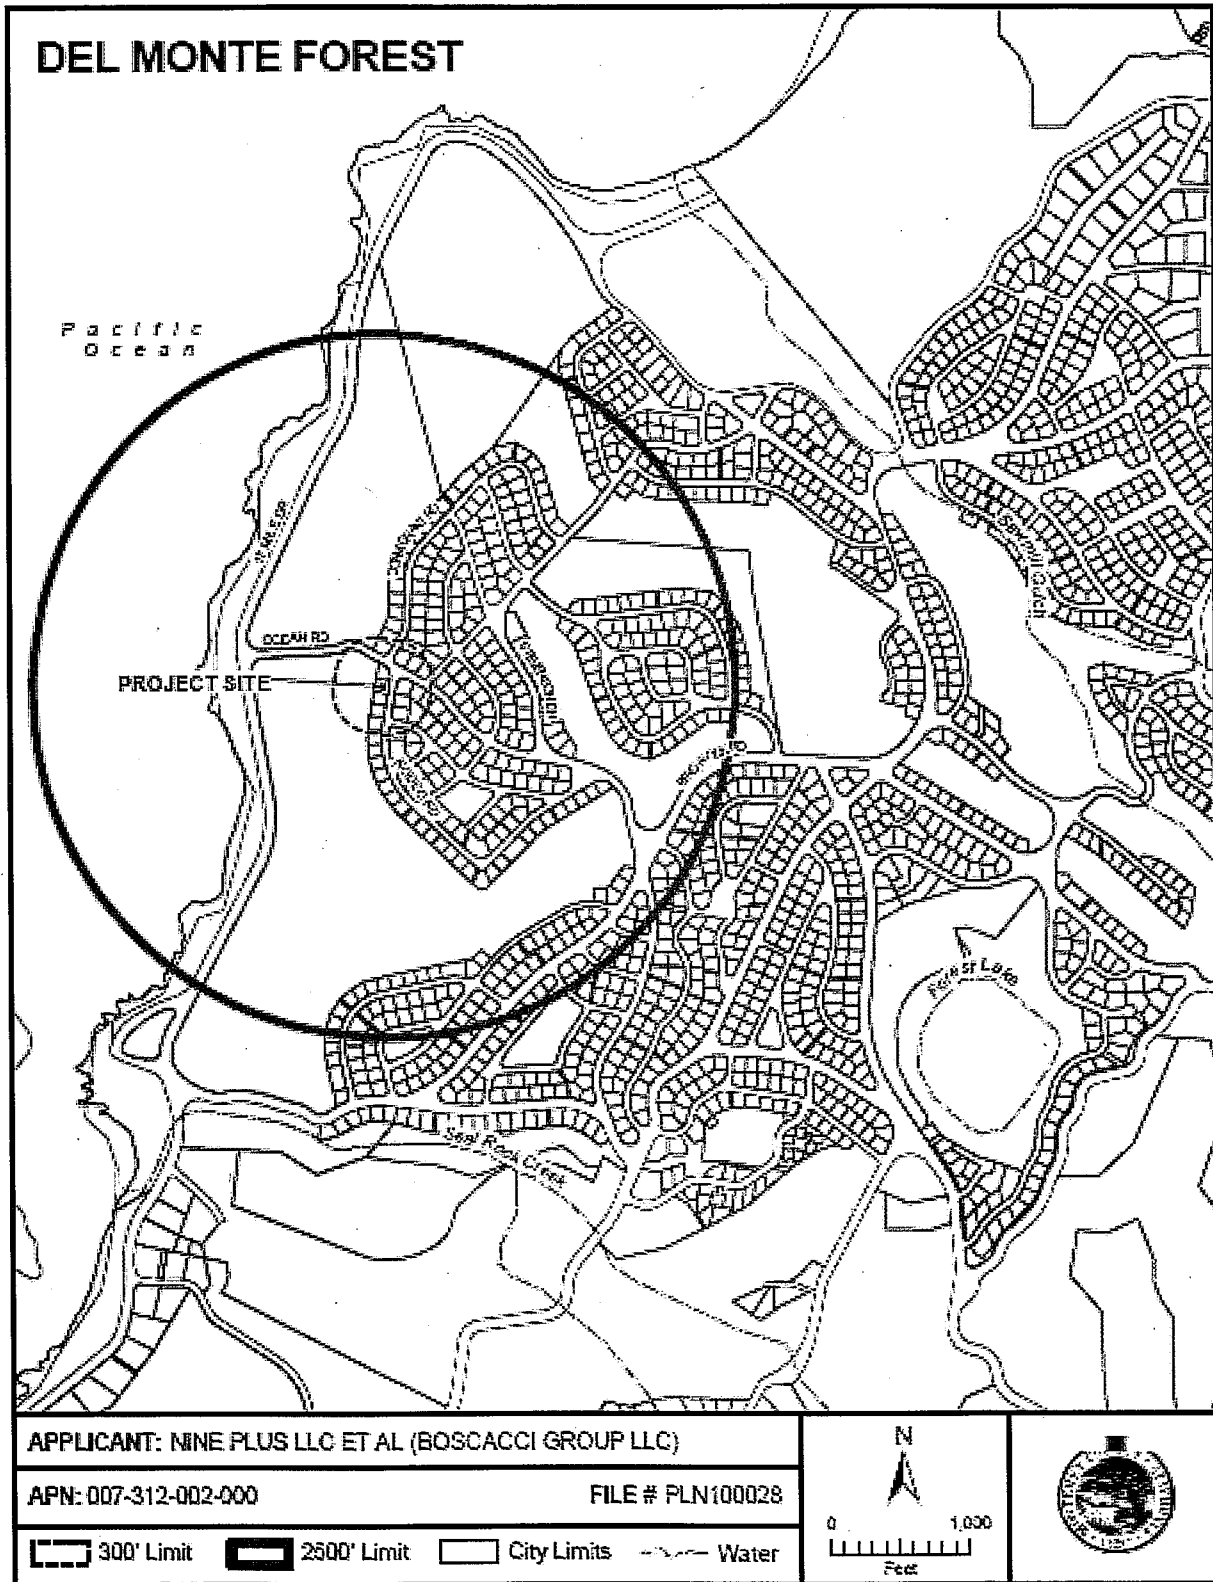 DEL MONTE FOREST
Pacific
Ocean
OCEAN RD
PROJECT SITE
Sawmill Gulch
Forest Lake
Seal Rock Creek
APPLICANT: NINE PLUS LLC ET AL (BOSCACCI GROUP LLC)
APN: 007-312-002-000
FILE # PLN100028
N
0 1,000
Feet
300' Limit
2500' Limit
City Limits
Water